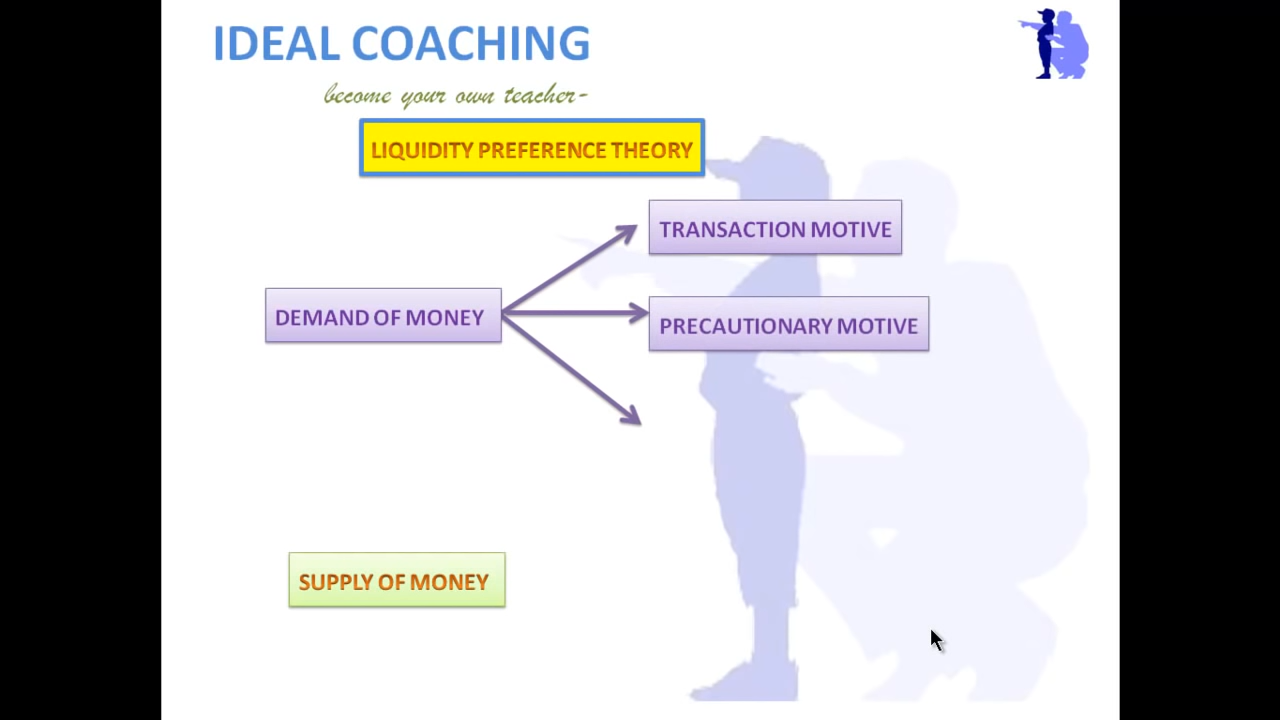 IDEAL COACHING
become your own teacher-
LIQUIDITY PREFERENCE THEORY
TRANSACTION MOTIVE
DEMAND OF MONEY
PRECAUTIONARY MOTIVE
SUPPLY OF MONEY